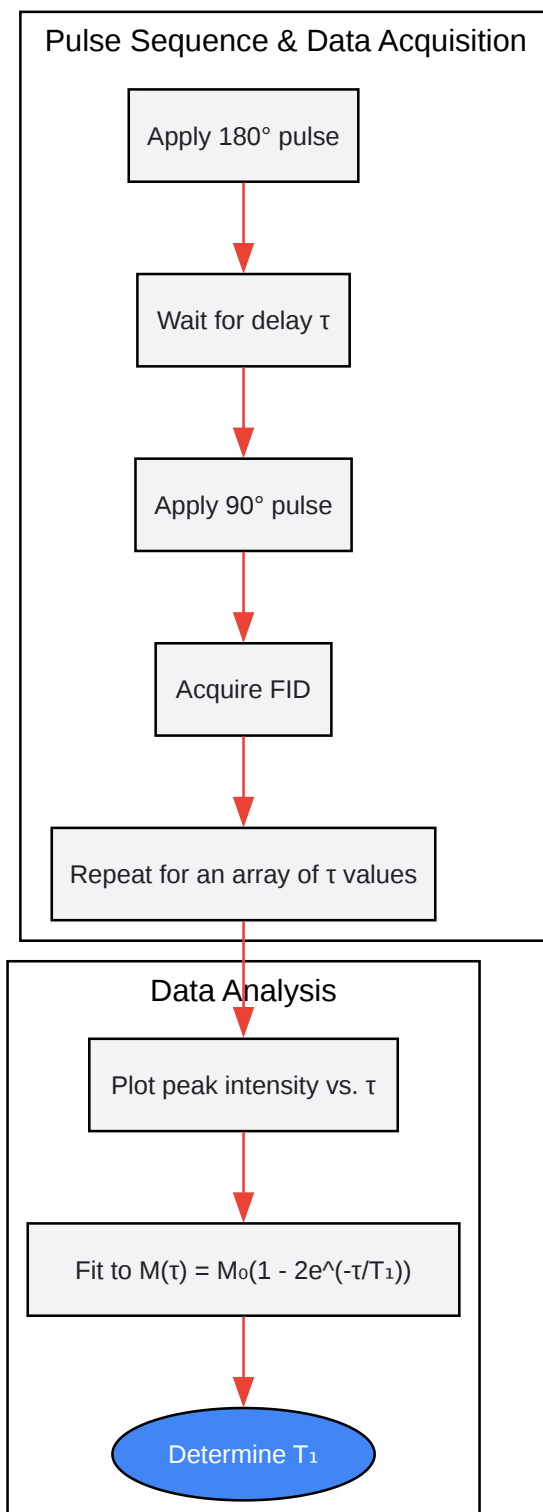 Pulse Sequence & Data Acquisition
Apply 180° pulse
Wait for delay τ
Apply 90° pulse
Acquire FID
Repeat for an array of τ values
Data Analysis
Plot peak intensity vs. τ
Fit to M(τ) = M₀(1 - 2e^(-τ/T₁))
Determine T₁